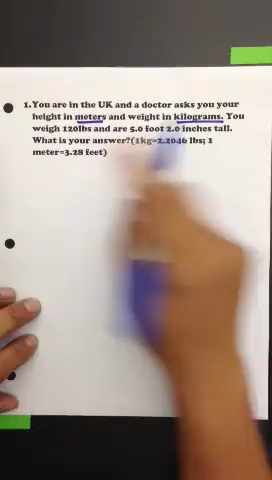 1.You are in the UK and a doctor asks you your
height in meters and weight in kilograms. You
weigh 120lbs and are 5.0 foot 2.0 inches tall.
What is your answer?(1kg=2.2046 lbs; 1
meter=3.28 feet)